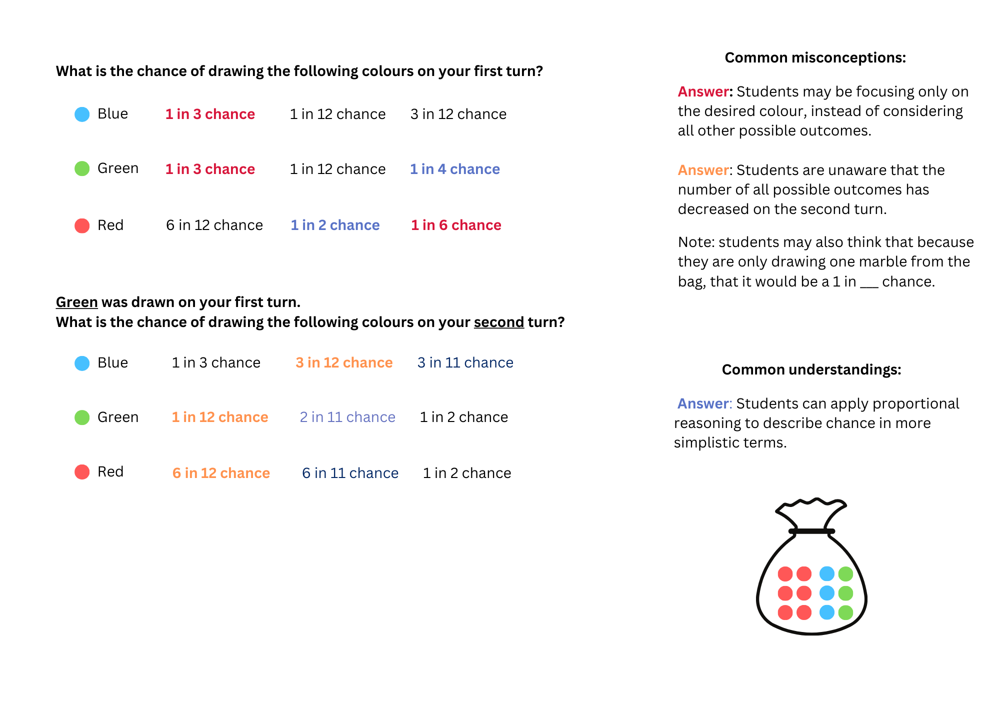 What is the chance of drawing the following colours on your first turn?
Blue 1 in 3 chance 1 in 12 chance 3 in 12 chance
Green 1 in 3 chance 1 in 12 chance 1 in 4 chance
Red 6 in 12 chance 1 in 2 chance 1 in 6 chance
Green was drawn on your first turn.
What is the chance of drawing the following colours on your second turn?
Blue 1 in 3 chance 3 in 12 chance 3 in 11 chance
Green 1 in 12 chance 2 in 11 chance 1 in 2 chance
Red 6 in 12 chance 6 in 11 chance 1 in 2 chance
Common misconceptions:
Answer: Students may be focusing only on
the desired colour, instead of considering
all other possible outcomes.
Answer: Students are unaware that the
number of all possible outcomes has
decreased on the second turn.
Note: students may also think that because
they are only drawing one marble from the
bag, that it would be a 1 in ___ chance.
Common understandings:
Answer: Students can apply proportional
reasoning to describe chance in more
simplistic terms.